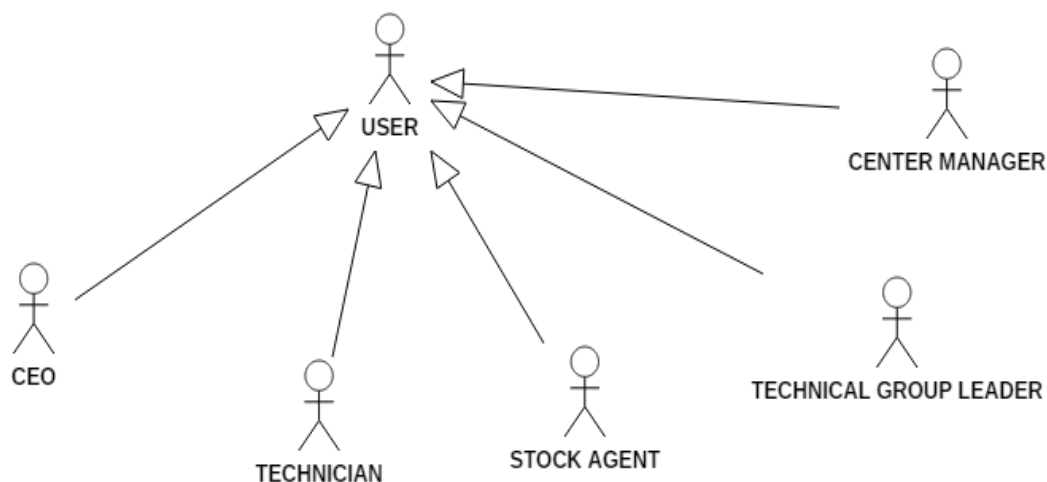 USER
CENTER MANAGER
CEO
TECHNICAL GROUP LEADER
TECHNICIAN
STOCK AGENT